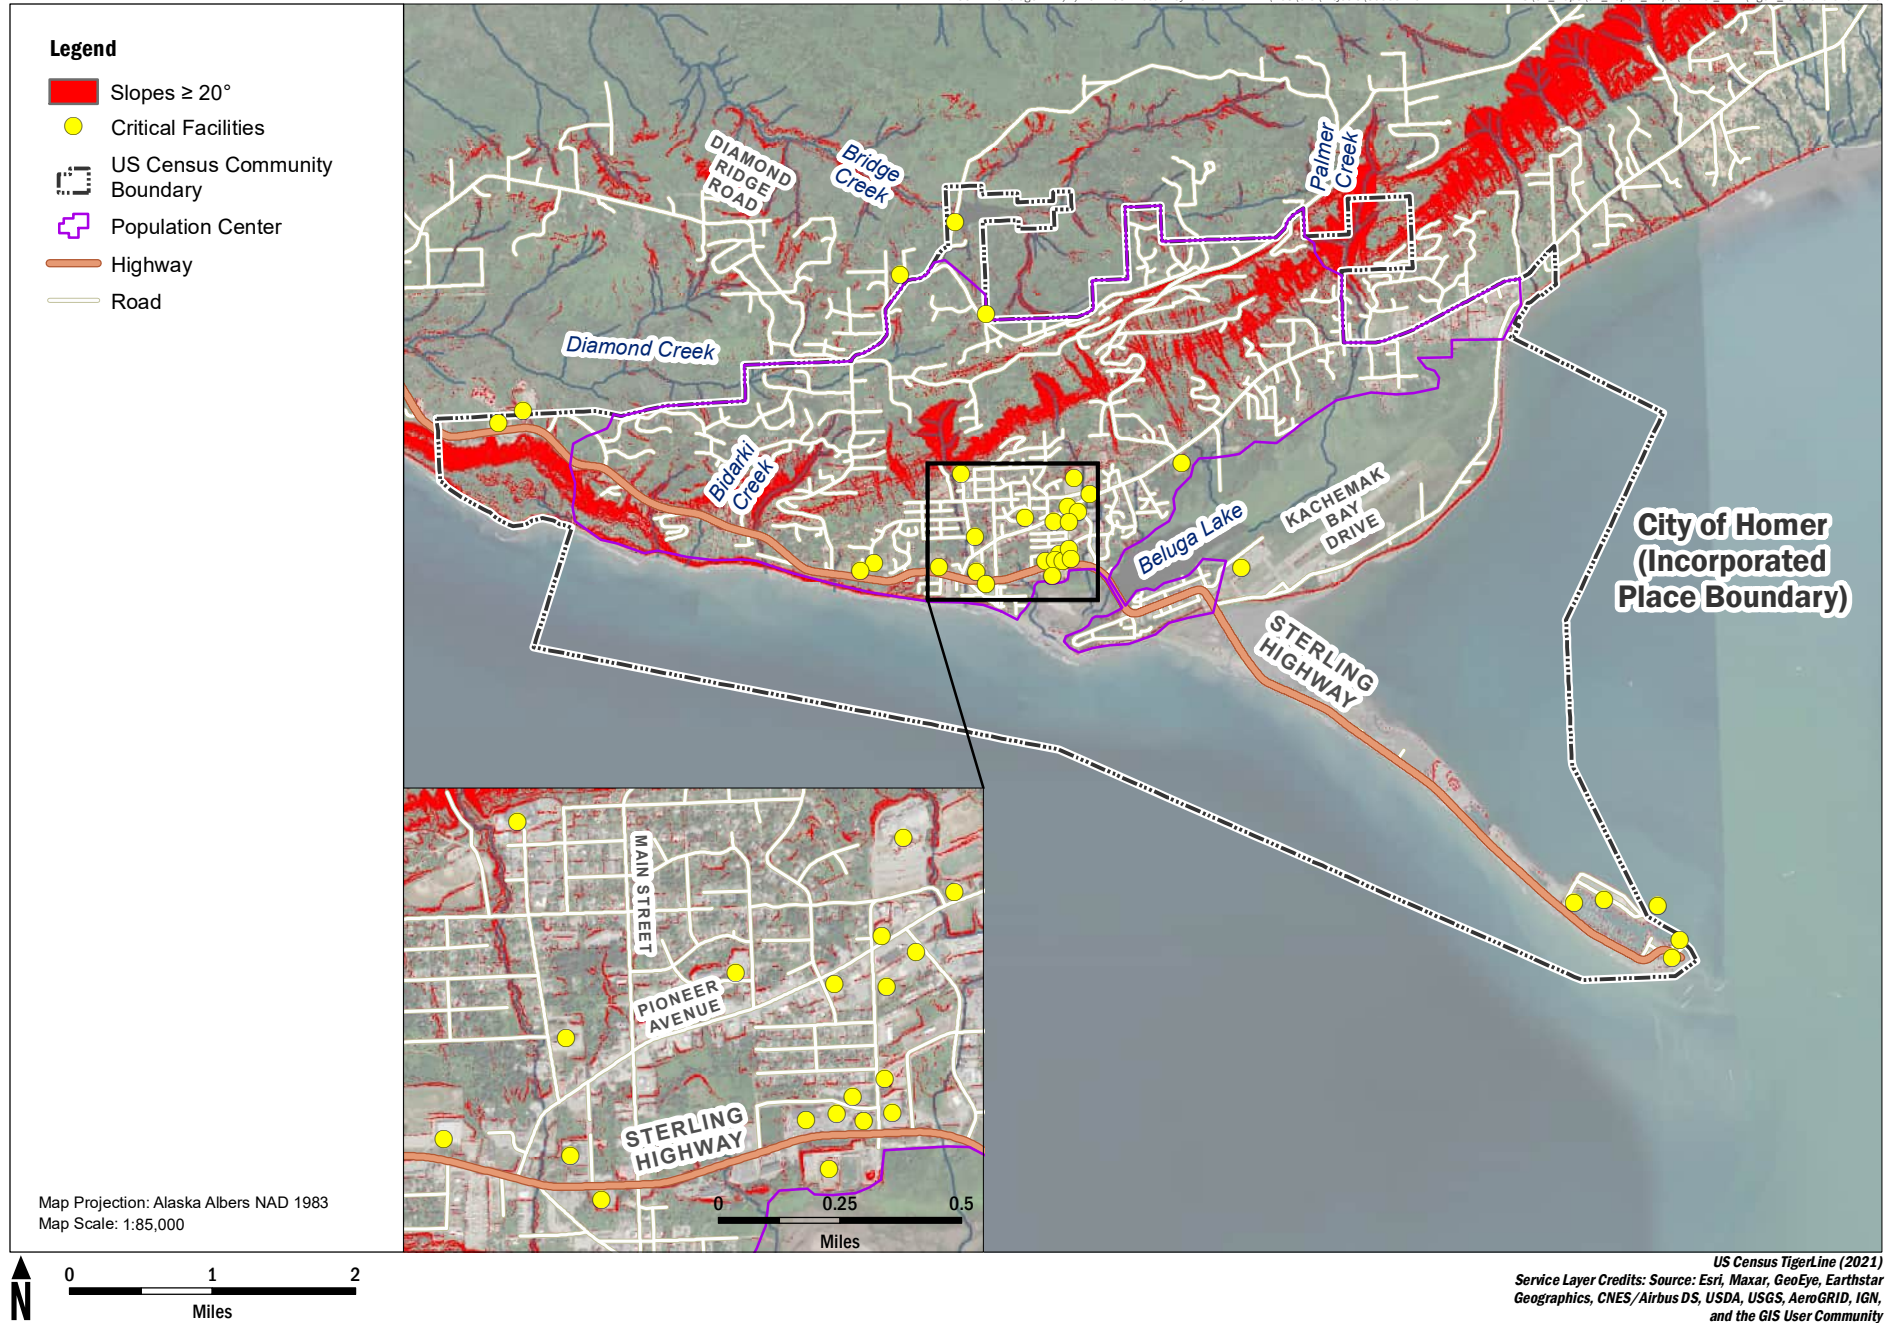 Legend
Slopes ≥ 20°
Critical Facilities
US Census Community
Boundary
Population Center
Highway
Road
Map Projection: Alaska Albers NAD 1983
Map Scale: 1:85,000
N
0 1 2
Miles
DIAMOND
RIDGE
ROAD
Bridge
Creek
Palmer
Creek
Diamond Creek
Bidarki
Creek
Beluga Lake
KACHEMAK
BAY
DRIVE
STERLING
HIGHWAY
City of Homer
(Incorporated
Place Boundary)
MAIN STREET
PIONEER
AVENUE
STERLING
HIGHWAY
0 0.25 0.5
Miles
US Census TigerLine (2021)
Service Layer Credits: Source: Esri, Maxar, GeoEye, Earthstar
Geographics, CNES/Airbus DS, USDA, USGS, AeroGRID, IGN,
and the GIS User Community